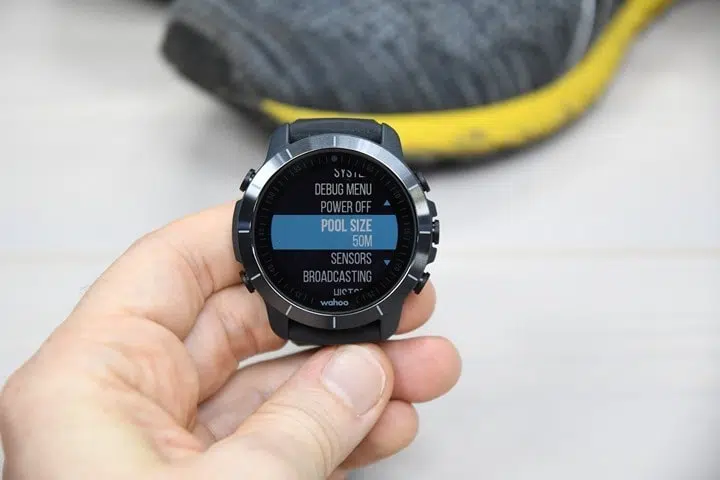 DEBUG MENU
POWER OFF
POOL SIZE
50M
SENSORS
BROADCASTING
wahoo